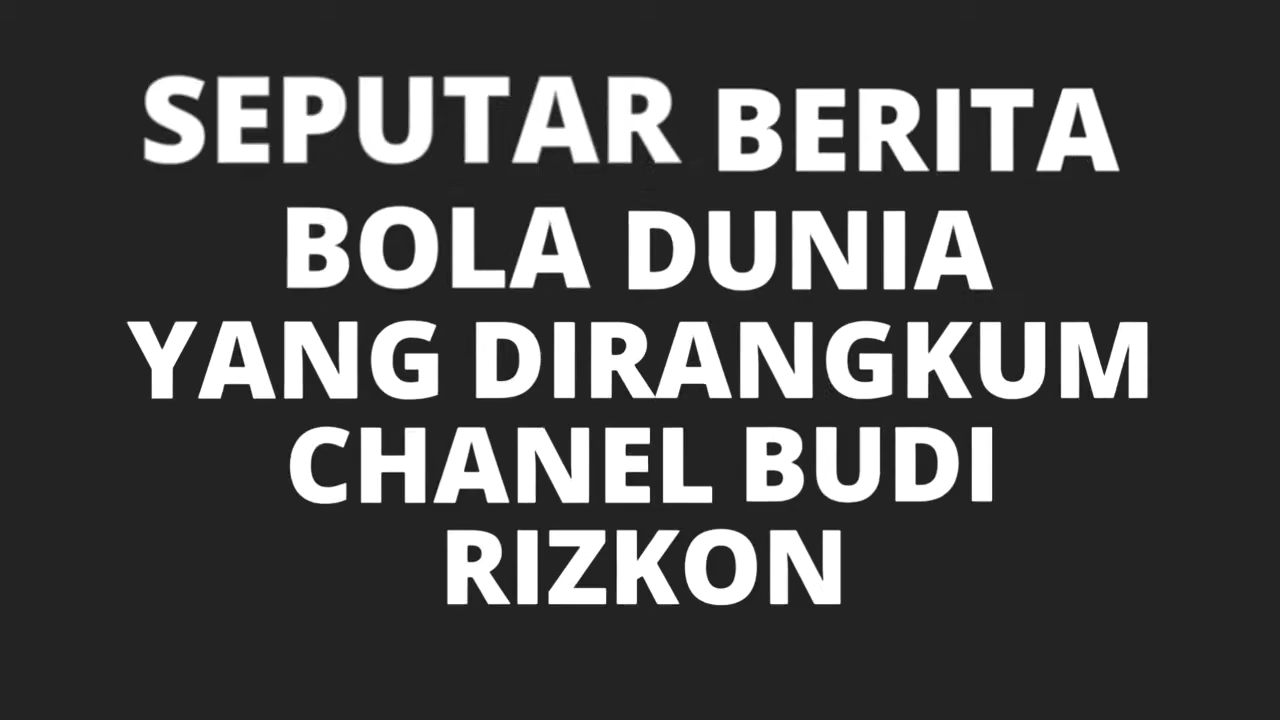 SEPUTAR BERITA
BOLA DUNIA
YANG DIRANGKUM
CHANEL BUDI
RIZKON